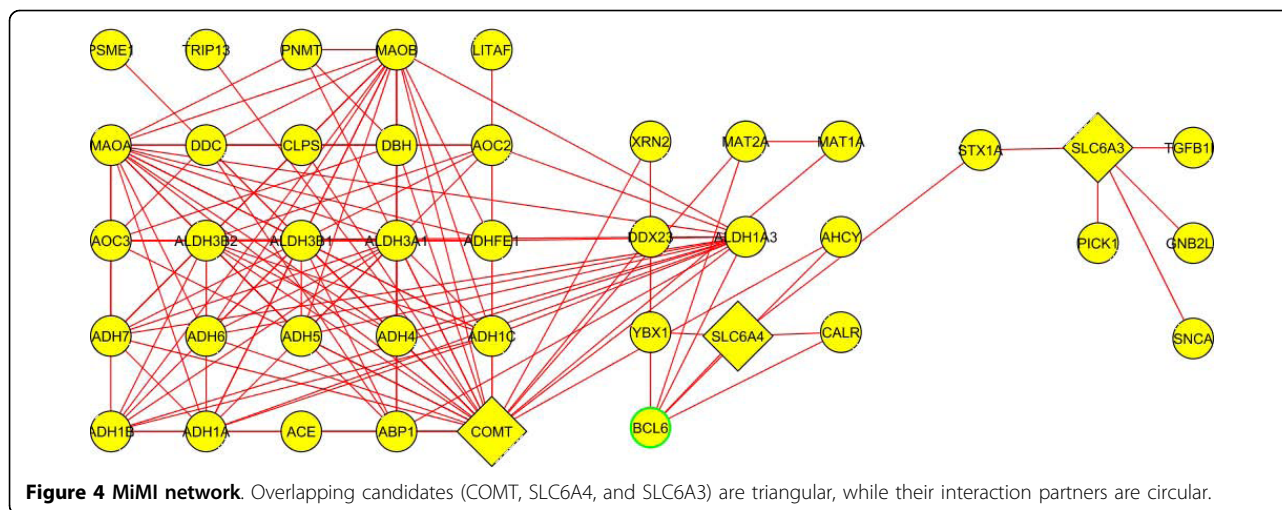 PSME1 TRIP13 PNMT MAOB LITAF
MAOA DDC CLPS DBH AOC2 XRN2 MAT2A MAT1A STX1A SLC6A3 TGFB1I
AOC3 ALDH3B2 ALDH3B1 ALDH3A1 ADHFE1 DDX23 ALDH1A3 AHCY PICK1 GNB2L
ADH7 ADH6 ADH5 ADH4 ADH1C YBX1 SLC6A4 CALR SNCA
ADH1B ADH1A ACE ABP1 COMT BCL6
Figure 4 MiMI network. Overlapping candidates (COMT, SLC6A4, and SLC6A3) are triangular, while their interaction partners are circular.